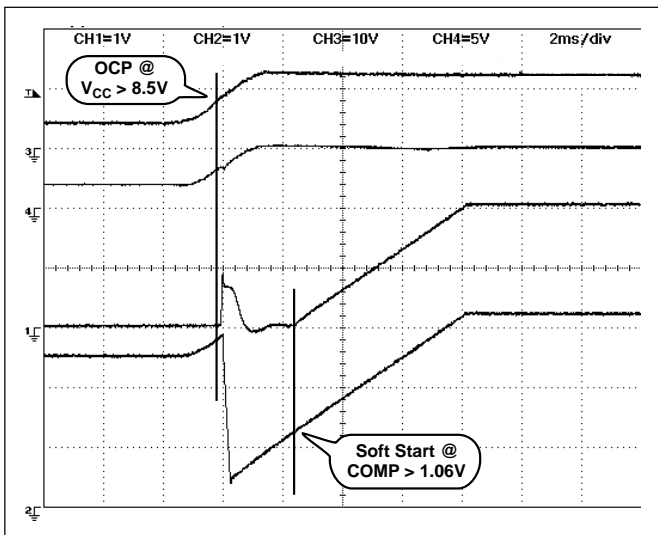 CH1=1V CH2=1V CH3=10V CH4=5V 2ms/div
OCP @
VCC > 8.5V
T
3
4
1
Soft Start @
COMP > 1.06V
2